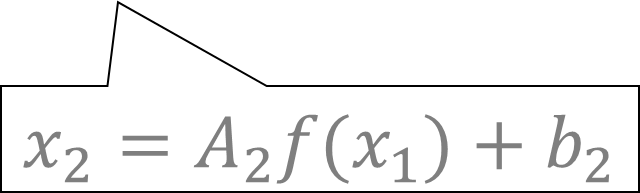 x₂ = A₂f(x₁) + b₂